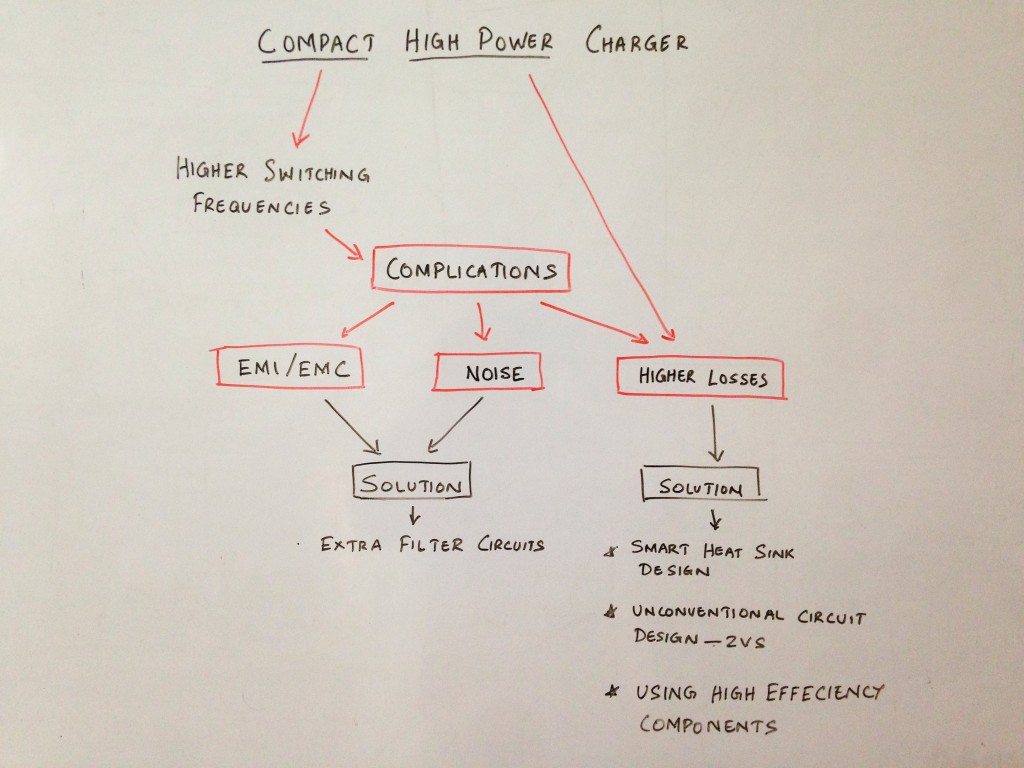 COMPACT HIGH POWER CHARGER
HIGHER SWITCHING
FREQUENCIES
COMPLICATIONS
EMI/EMC
NOISE
HIGHER LOSSES
SOLUTION
SOLUTION
EXTRA FILTER CIRCUITS
* SMART HEAT SINK
DESIGN
* UNCONVENTIONAL CIRCUIT
DESIGN – ZVS
* USING HIGH EFFECIENCY
COMPONENTS